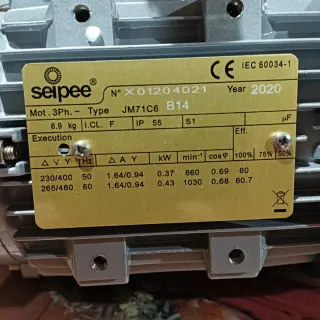 seipee® CE IEC 60034-1
N° X01204021 Year 2020
Mot. 3Ph.~ Type JM71C6 B14
6.9 kg I.CL. F IP 55 S1 µF
Execution Eff.
Δ V Y Hz Δ A Y kW min⁻¹ cosφ 100% 75% 50%
230/400 50 1.64/0.94 0.37 860 0.69 60
265/460 60 1.64/0.94 0.43 1030 0.68 60.7